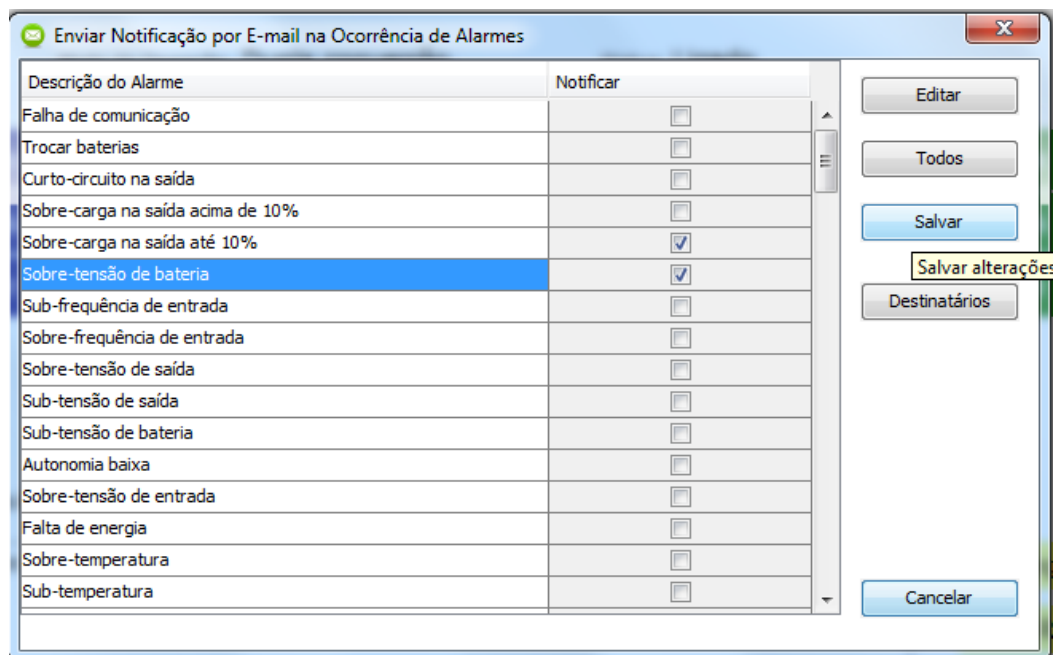 Enviar Notificação por E-mail na Ocorrência de Alarmes
Descrição do Alarme Notificar
Falha de comunicação
Trocar baterias
Curto-circuito na saída
Sobre-carga na saída acima de 10%
Sobre-carga na saída até 10%
Sobre-tensão de bateria
Sub-frequência de entrada
Sobre-frequência de entrada
Sobre-tensão de saída
Sub-tensão de saída
Sub-tensão de bateria
Autonomia baixa
Sobre-tensão de entrada
Falta de energia
Sobre-temperatura
Sub-temperatura
Editar
Todos
Salvar
Salvar alterações
Destinatários
Cancelar